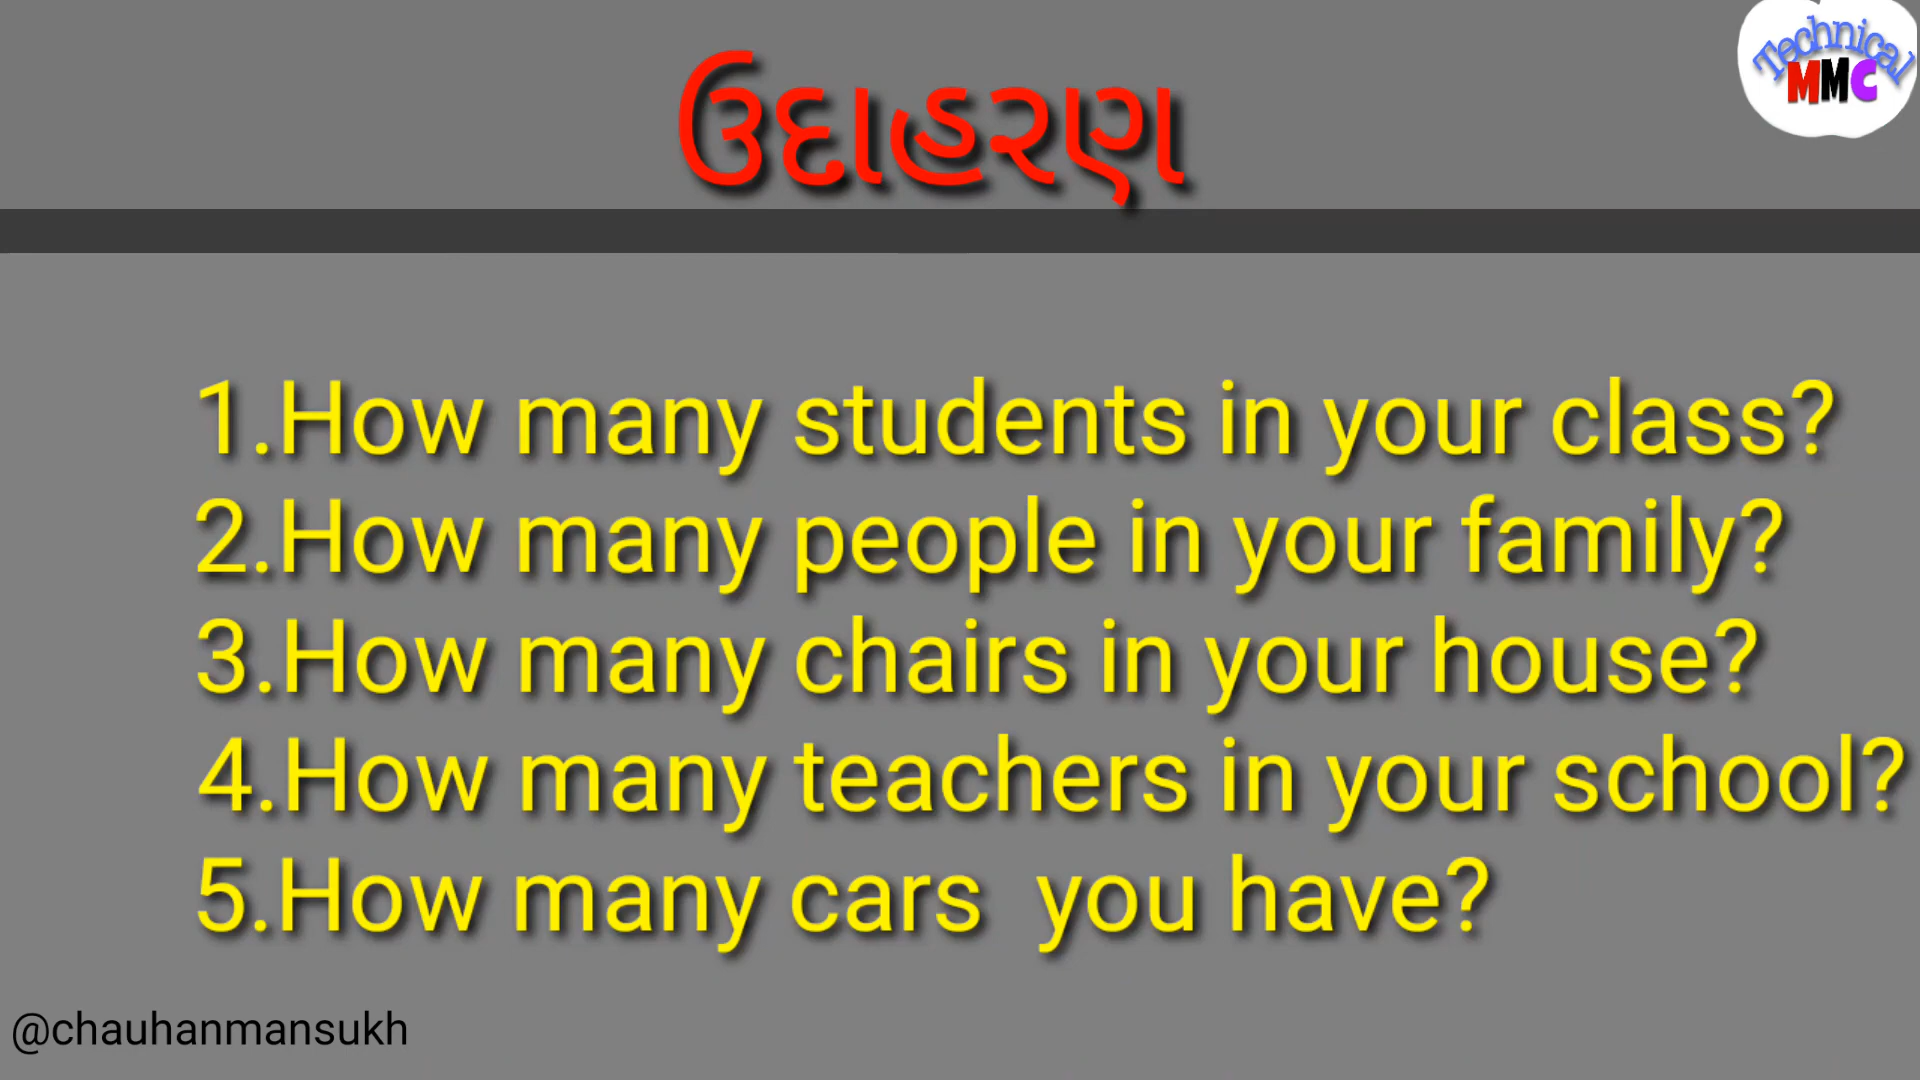 Technical
MMC
ઉદાહરણ
1.How many students in your class?
2.How many people in your family?
3.How many chairs in your house?
4.How many teachers in your school?
5.How many cars  you have?
@chauhanmansukh